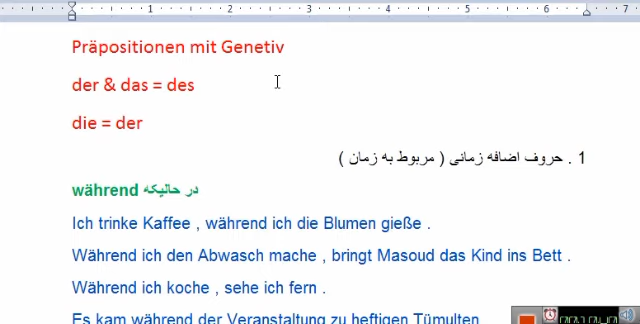 Präpositionen mit Genetiv
der & das = des
die = der
1 . حروف اضافه زمانی ( مربوط به زمان )
während در حالیکه
Ich trinke Kaffee , während ich die Blumen gieße .
Während ich den Abwasch mache , bringt Masoud das Kind ins Bett .
Während ich koche , sehe ich fern .
Es kam während der Veranstaltung zu heftigen Tümulten